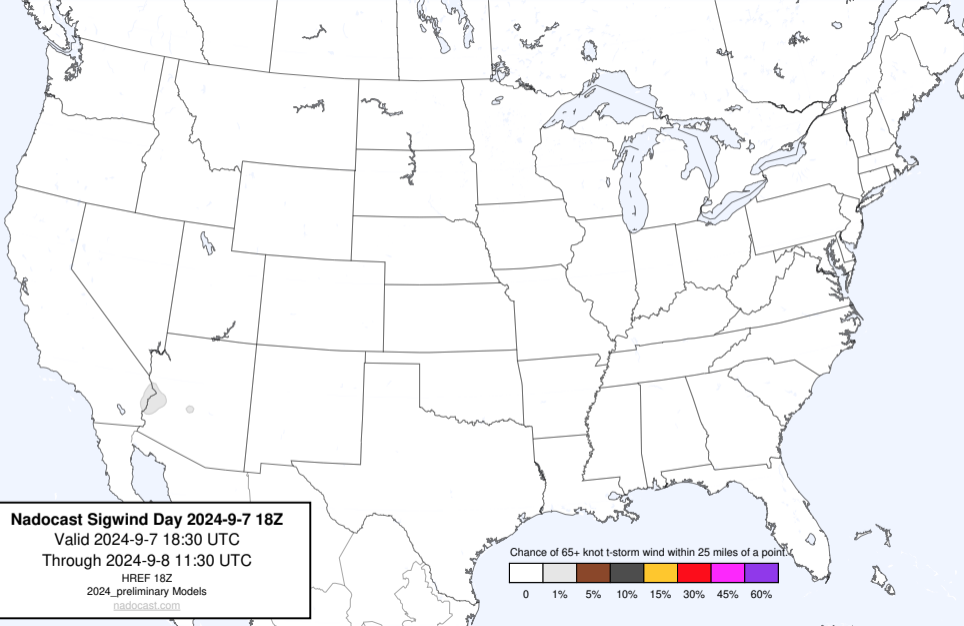 Nadocast Sigwind Day 2024-9-7 18Z
Valid 2024-9-7 18:30 UTC
Through 2024-9-8 11:30 UTC
HREF 18Z
2024_preliminary Models
nadocast.com
Chance of 65+ knot t-storm wind within 25 miles of a point.
0 1% 5% 10% 15% 30% 45% 60%